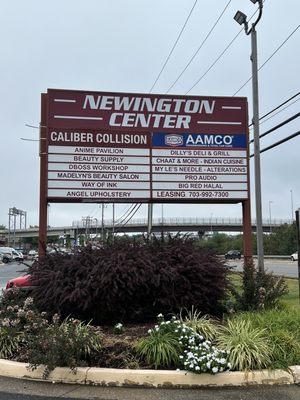 NEWINGTON
CENTER
CALIBER COLLISION
AAMCO
ANIME PAVILION
BEAUTY SUPPLY
DBOSS WORKSHOP
MADELYN'S BEAUTY SALON
WAY OF INK
ANGEL UPHOLSTERY
DILLY'S DELI & GRILL
CHAAT & MORE - INDIAN CUISINE
MY LE'S NEEDLE - ALTERATIONS
PRO AUDIO
BIG RED HALAL
LEASING 703-992-7300